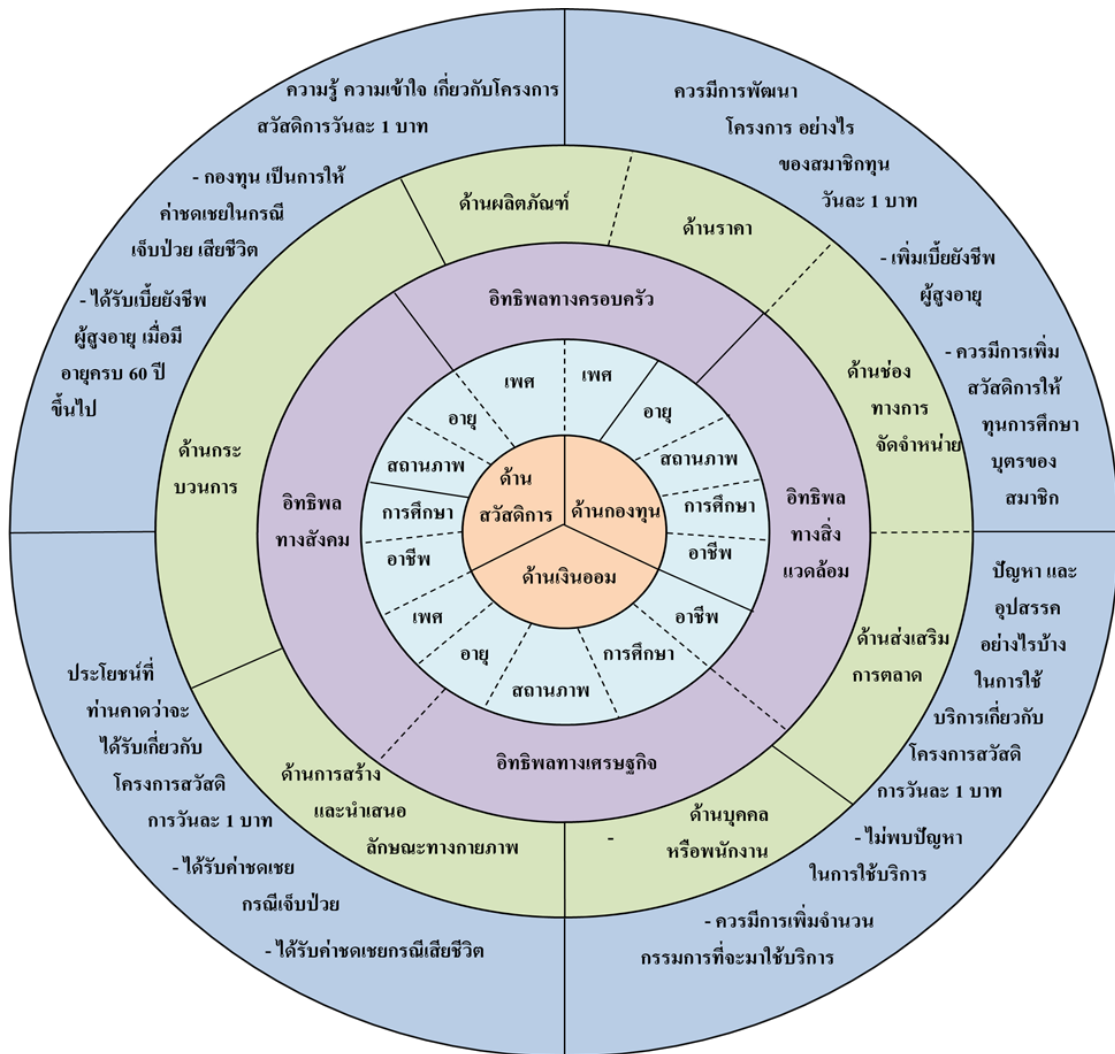 ความรู้ ความเข้าใจ เกี่ยวกับโครงการ
สวัสดิการวันละ 1 บาท
- กองทุน เป็นการให้
ค่าชดเชยในกรณี
เจ็บป่วย เสียชีวิต
- ได้รับเบี้ยยังชีพ
ผู้สูงอายุ เมื่อมี
อายุครบ 60 ปี
ขึ้นไป
ควรมีการพัฒนา
โครงการ อย่างไร
ของสมาชิกทุน
วันละ 1 บาท
- เพิ่มเบี้ยยังชีพ
ผู้สูงอายุ
- ควรมีการเพิ่ม
สวัสดิการให้
ทุนการศึกษา
บุตรของ
สมาชิก
ปัญหา และ
อุปสรรค
อย่างไรบ้าง
ในการใช้
บริการเกี่ยวกับ
โครงการสวัสดิ
การวันละ 1 บาท
- ไม่พบปัญหา
ในการใช้บริการ
- ควรมีการเพิ่มจำนวน
กรรมการที่จะมาใช้บริการ
ประโยชน์ที่
ท่านคาดว่าจะ
ได้รับเกี่ยวกับ
โครงการสวัสดิ
การวันละ 1 บาท
- ได้รับค่าชดเชย
กรณีเจ็บป่วย
- ได้รับค่าชดเชยกรณีเสียชีวิต
ด้านผลิตภัณฑ์
ด้านราคา
ด้านช่อง
ทางการ
จัดจำหน่าย
ด้านส่งเสริม
การตลาด
- ด้านบุคคล
หรือพนักงาน
ด้านการสร้าง
และนำเสนอ
ลักษณะทางกายภาพ
ด้านกระ
บวนการ
อิทธิพลทางครอบครัว
อิทธิพล
ทางสิ่ง
แวดล้อม
อิทธิพลทางเศรษฐกิจ
อิทธิพล
ทางสังคม
เพศ
อายุ
สถานภาพ
การศึกษา
อาชีพ
เพศ
อายุ
สถานภาพ
การศึกษา
อาชีพ
เพศ
อายุ
สถานภาพ
การศึกษา
อาชีพ
ด้าน
สวัสดิการ
ด้านกองทุน
ด้านเงินออม